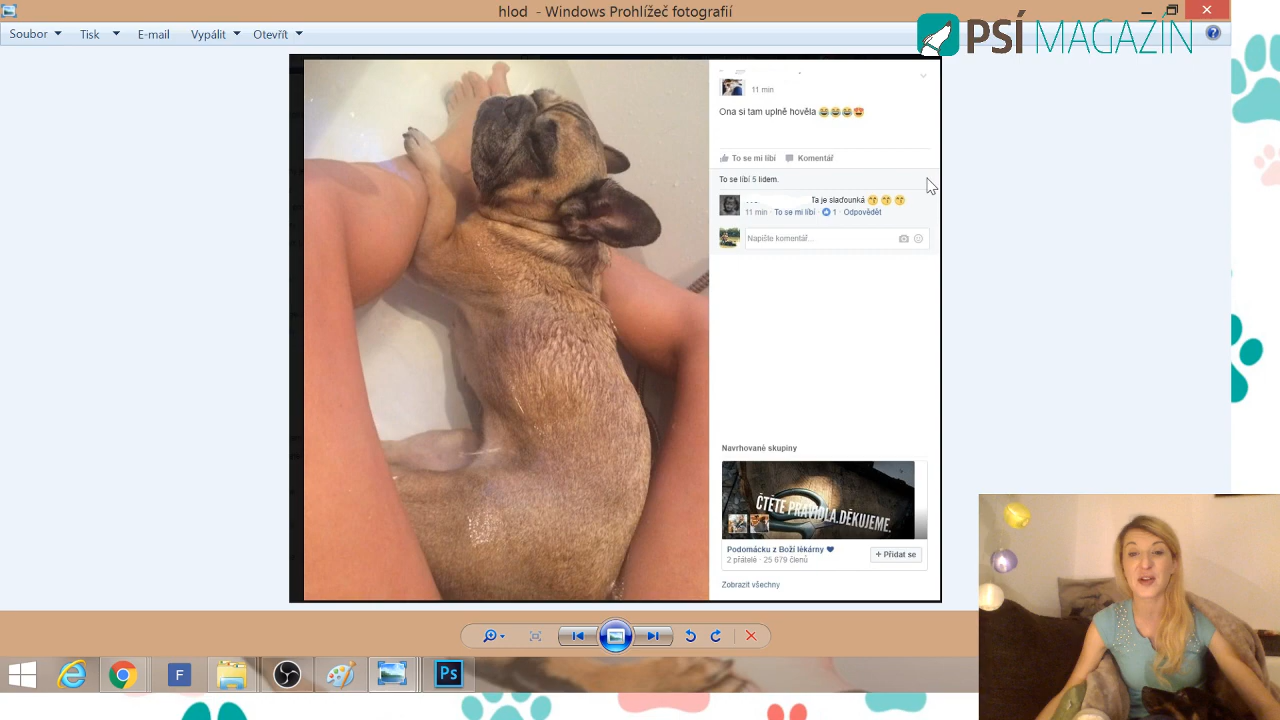 hlod - Windows Prohlížeč fotografií
PSÍ MAGAZÍN
Soubor Tisk E-mail Vypálit Otevřít
11 min
Ona si tam uplně hověla 😂😂😂😍
To se mi líbí Komentář
To se líbí 5 lidem.
Ta je slaďounká 😙 😙 😙
11 min · To se mi líbí · 1 · Odpovědět
Napište komentář...
Navrhované skupiny
ČTĚTE PRAVIDLA.DĚKUJEME.
Podomácku z Boží lékárny
2 přátelé · 25 679 členů
+ Přidat se
Zobrazit všechny
F
Ps